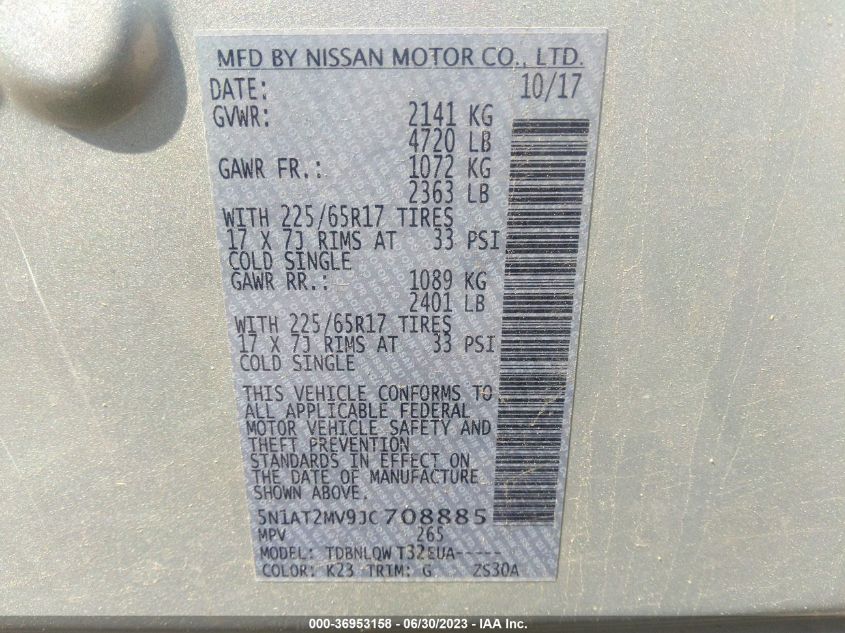 MFD BY NISSAN MOTOR CO., LTD.
DATE: 10/17
GVWR: 2141 KG
4720 LB
GAWR FR.: 1072 KG
2363 LB
WITH 225/65R17 TIRES
17 X 7J RIMS AT 33 PSI
COLD SINGLE
GAWR RR.: 1089 KG
2401 LB
WITH 225/65R17 TIRES
17 X 7J RIMS AT 33 PSI
COLD SINGLE
THIS VEHICLE CONFORMS TO
ALL APPLICABLE FEDERAL
MOTOR VEHICLE SAFETY AND
THEFT PREVENTION
STANDARDS IN EFFECT ON
THE DATE OF MANUFACTURE
SHOWN ABOVE.
5N1AT2MV9JC708885
MPV 265
MODEL: TDBNLQW T32EUA-----
COLOR: K23 TRIM: G ZS30A
000-36953158 - 06/30/2023 - IAA Inc.